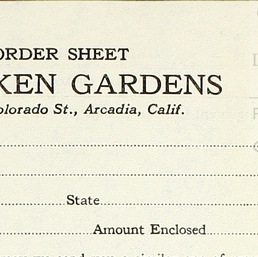 ORDER SHEET
KEN GARDENS
olorado St., Arcadia, Calif.
State
Amount Enclosed